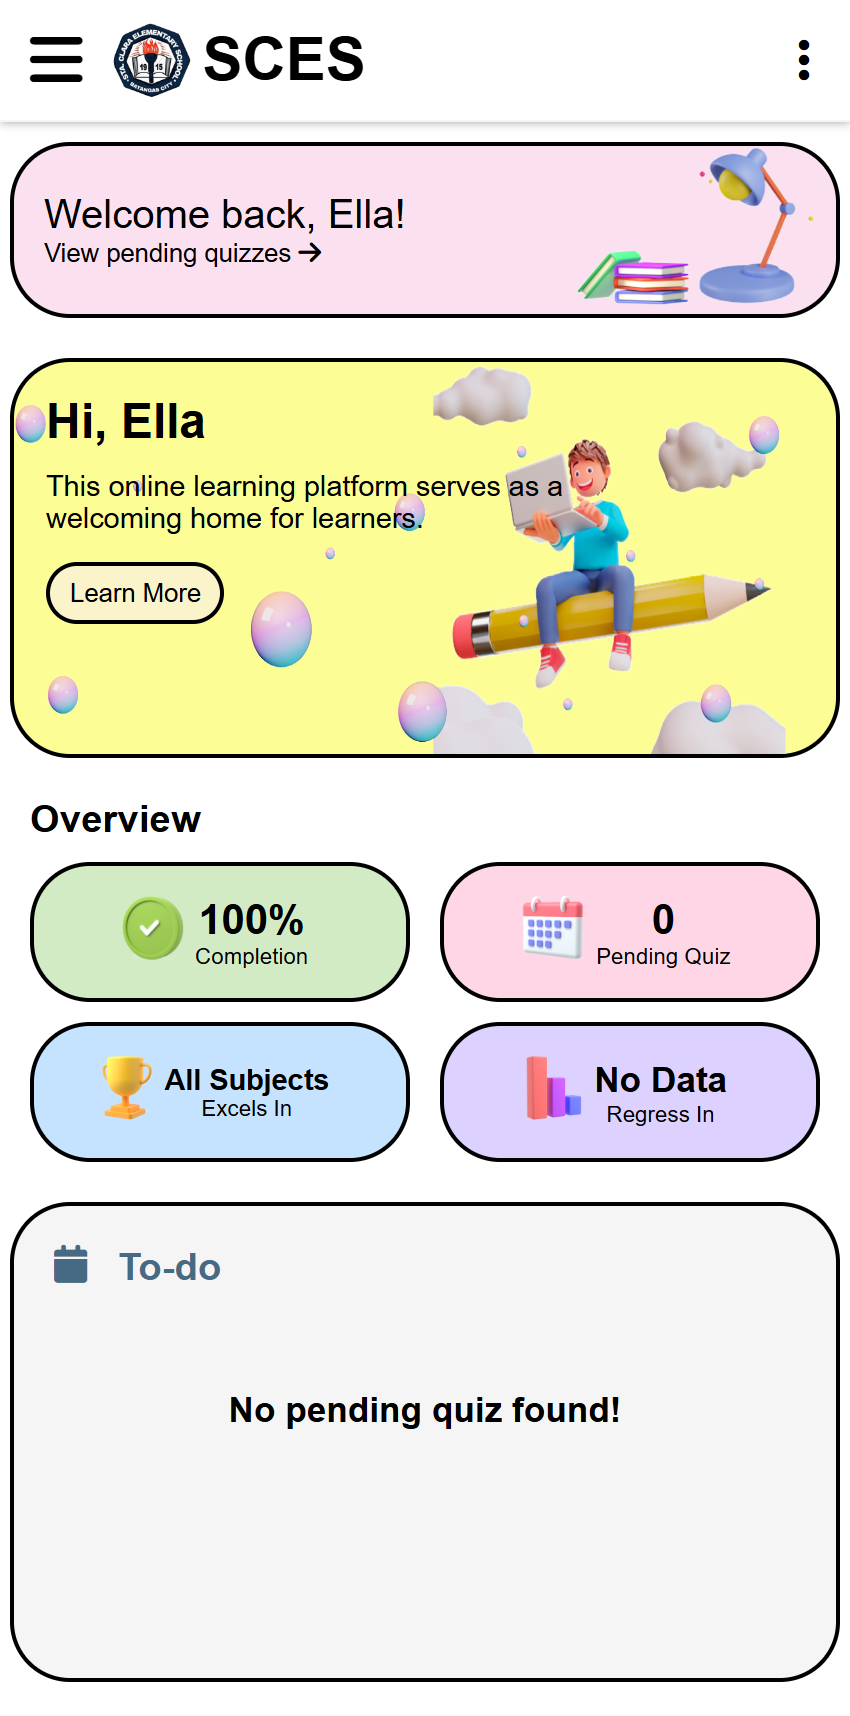 STA. CLARA ELEMENTARY SCHOOL
19 15
BATANGAS CITY
SCES
Welcome back, Ella!
View pending quizzes →
Hi, Ella
This online learning platform serves as a
welcoming home for learners.
Learn More
Overview
100%
Completion
0
Pending Quiz
All Subjects
Excels In
No Data
Regress In
To-do
No pending quiz found!